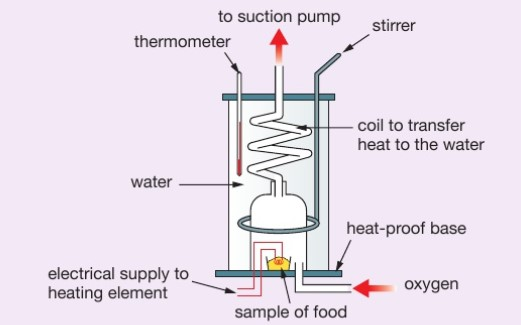 to suction pump
stirrer
thermometer
coil to transfer
heat to the water
water
heat-proof base
electrical supply to
heating element
oxygen
sample of food